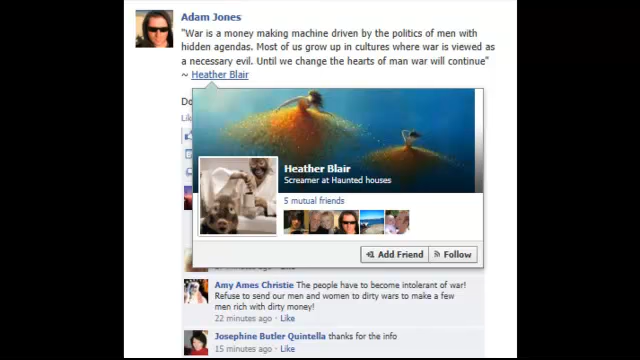 Adam Jones
"War is a money making machine driven by the politics of men with
hidden agendas. Most of us grow up in cultures where war is viewed as
a necessary evil. Until we change the hearts of man war will continue"
~ Heather Blair
Do
Lik
Heather Blair
Screamer at Haunted houses
5 mutual friends
Add Friend
Follow
minutes ago · Like
Amy Ames Christie The people have to become intolerant of war!
Refuse to send our men and women to dirty wars to make a few
men rich with dirty money!
22 minutes ago · Like
Josephine Butler Quintella thanks for the info
15 minutes ago · Like